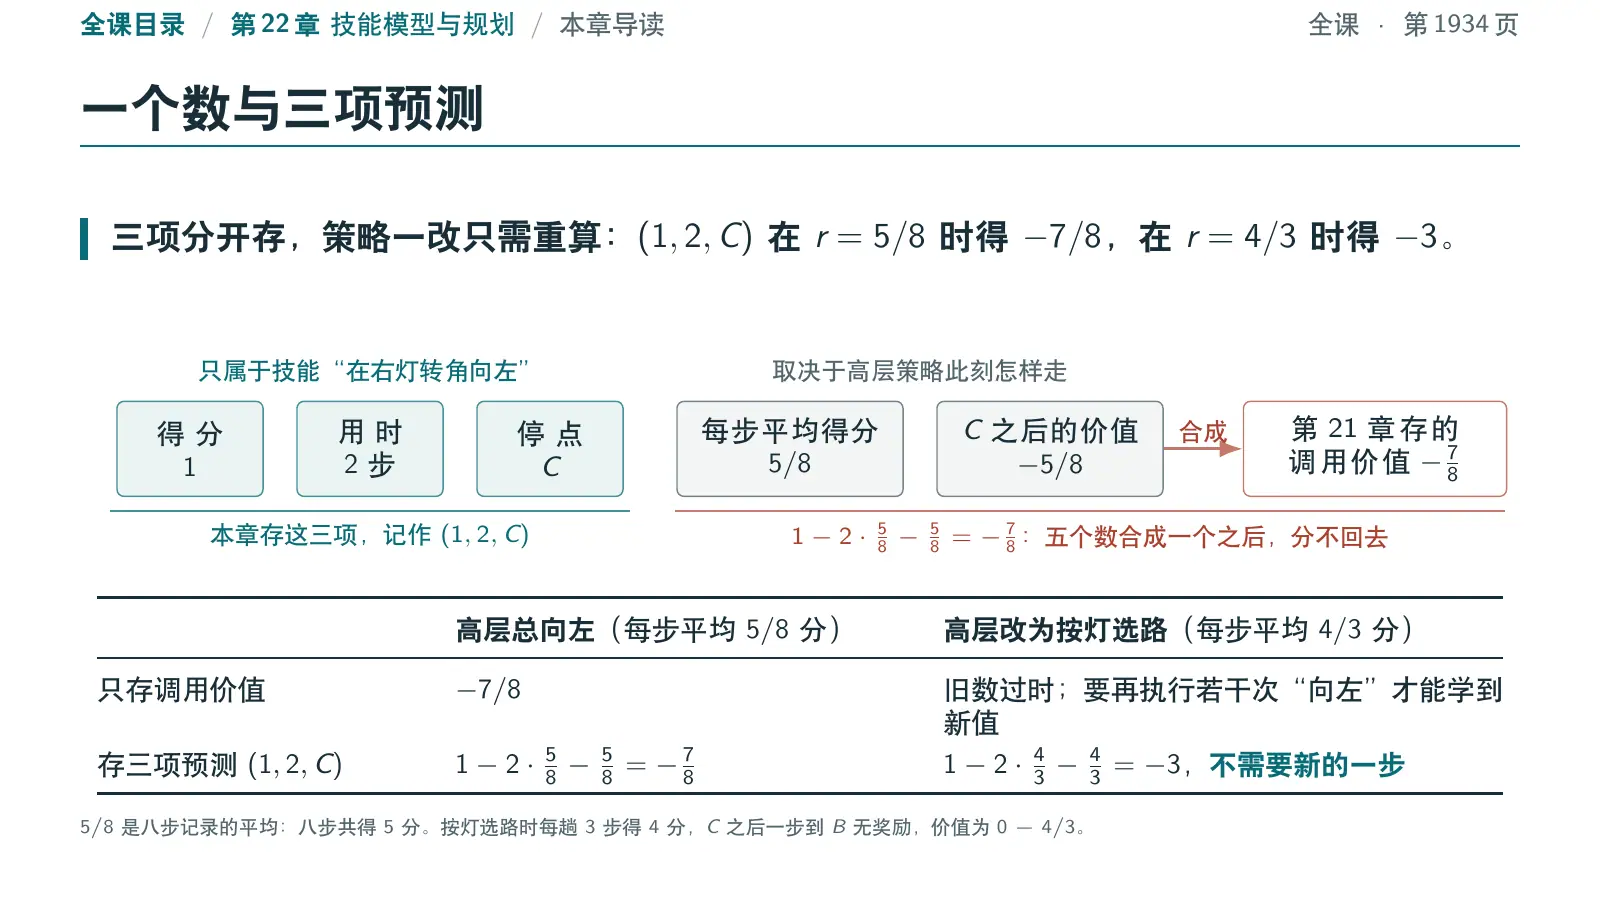 全课目录 / 第 22 章 技能模型与规划 / 本章导读
全课 · 第 1934 页
一个数与三项预测
三项分开存，策略一改只需重算：(1, 2, C) 在 r = 5/8 时得 −7/8，在 r = 4/3 时得 −3。
只属于技能“在右灯转角向左”
取决于高层策略此刻怎样走
得分
1
用时
2 步
停点
C
每步平均得分
5/8
C 之后的价值
−5/8
合成
第 21 章存的
调用价值 −7/8
本章存这三项，记作 (1, 2, C)
1 − 2 · 5/8 − 5/8 = −7/8：五个数合成一个之后，分不回去
高层总向左（每步平均 5/8 分）
高层改为按灯选路（每步平均 4/3 分）
只存调用价值
−7/8
旧数过时；要再执行若干次“向左”才能学到
新值
存三项预测 (1, 2, C)
1 − 2 · 5/8 − 5/8 = −7/8
1 − 2 · 4/3 − 4/3 = −3，不需要新的一步
5/8 是八步记录的平均：八步共得 5 分。按灯选路时每趟 3 步得 4 分，C 之后一步到 B 无奖励，价值为 0 − 4/3。